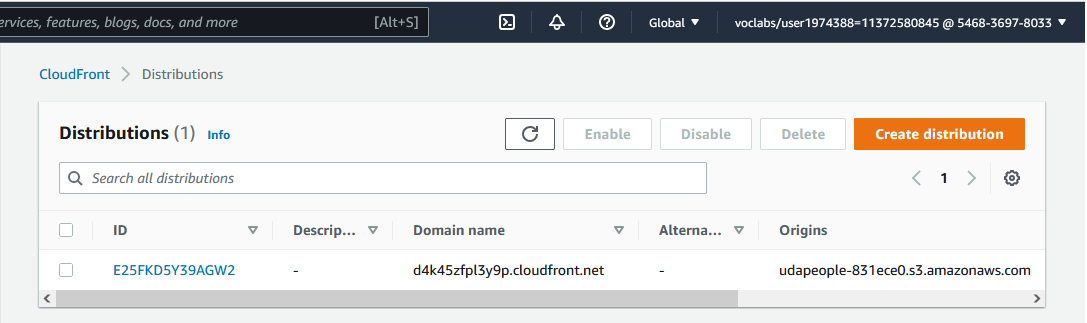 ervices, features, blogs, docs, and more [Alt+S] Global voclabs/user1974388=11372580845 @ 5468-3697-8033
CloudFront Distributions
Distributions (1) Info Enable Disable Delete Create distribution
Search all distributions 1
ID Descrip... Domain name Alterna... Origins
E25FKD5Y39AGW2 - d4k45zfpl3y9p.cloudfront.net - udapeople-831ece0.s3.amazonaws.com